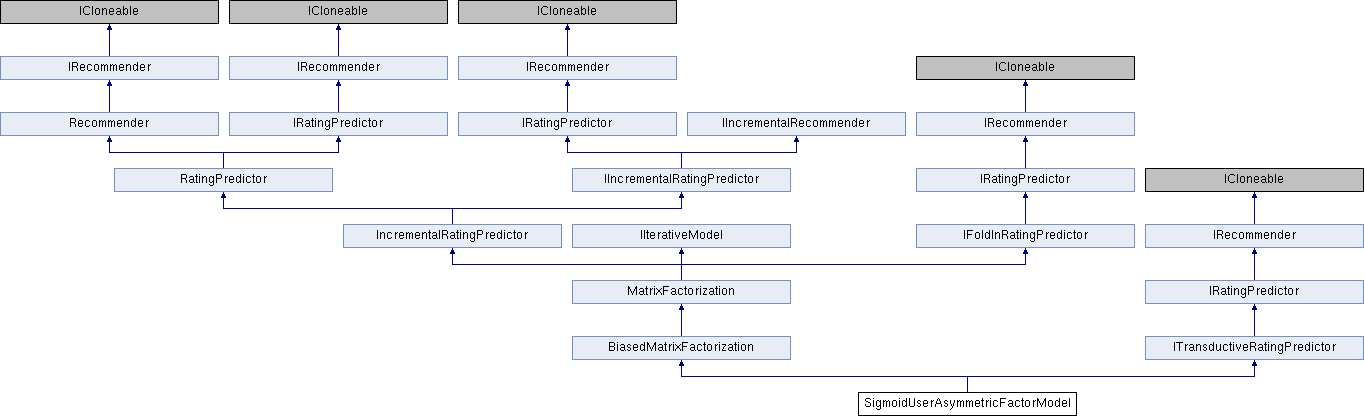 ICloneable ICloneable ICloneable
IRecommender IRecommender IRecommender ICloneable
Recommender IRatingPredictor IRatingPredictor IIncrementalRecommender IRecommender
RatingPredictor IIncrementalRatingPredictor IRatingPredictor ICloneable
IncrementalRatingPredictor IIterativeModel IFoldInRatingPredictor IRecommender
MatrixFactorization IRatingPredictor
BiasedMatrixFactorization ITransductiveRatingPredictor
SigmoidUserAsymmetricFactorModel